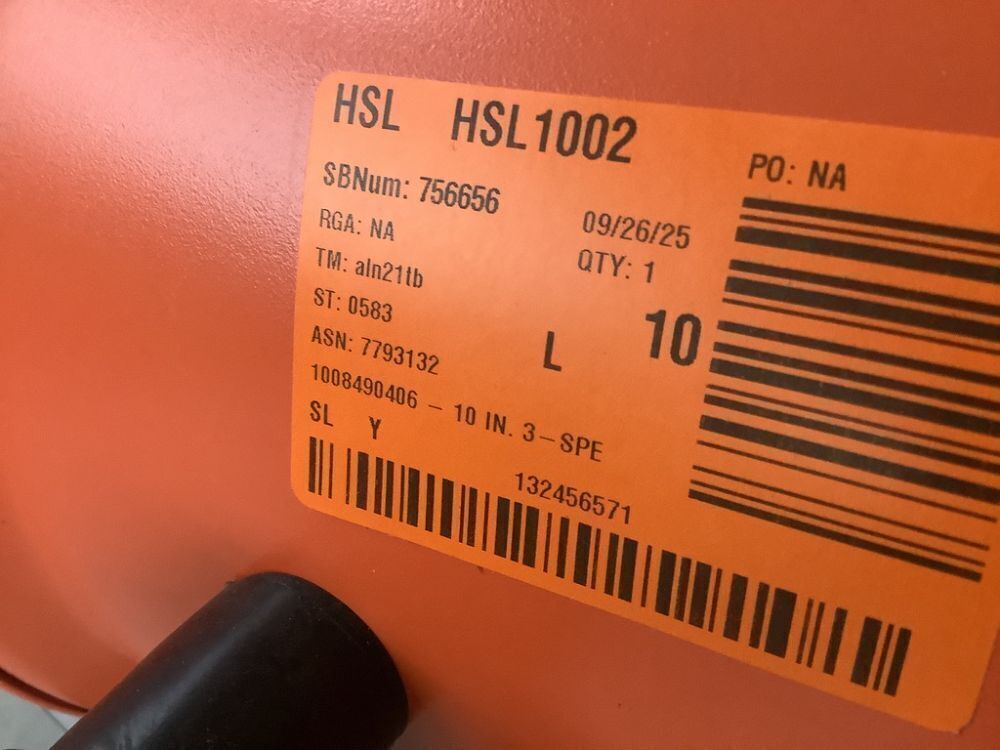 HSL HSL1002
PO: NA
SBNum: 756656
09/26/25
RGA: NA
QTY: 1
TM: aln21tb
ST: 0583
L 10
ASN: 7793132
1008490406 - 10 IN. 3-SPE
SL Y
132456571